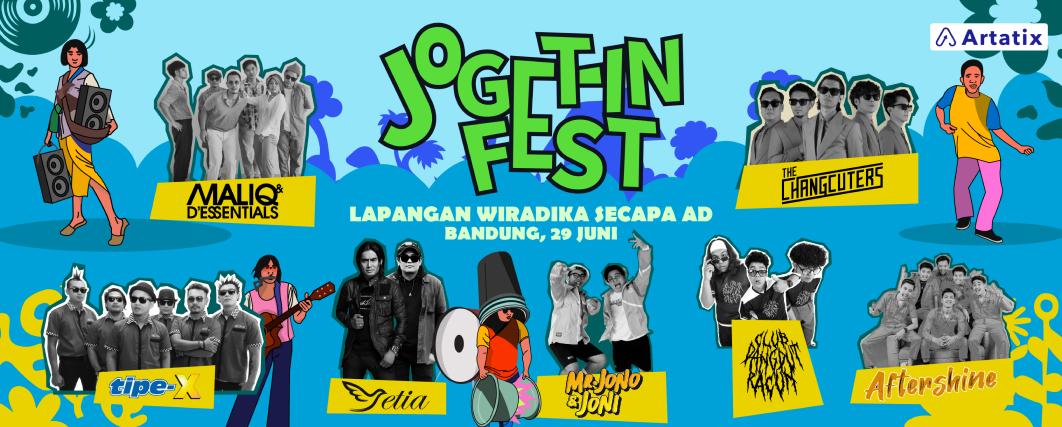 Artatix
JOGET-IN
FEST
LAPANGAN WIRADIKA SECAPA AD
BANDUNG, 29 JUNI
MALIQ &
D'ESSENTIALS
THE
CHANGCUTERS
tipe-X
Setia
MR.JONO
& JONI
CLUB
DANGDUT
RACUN
Aftershine